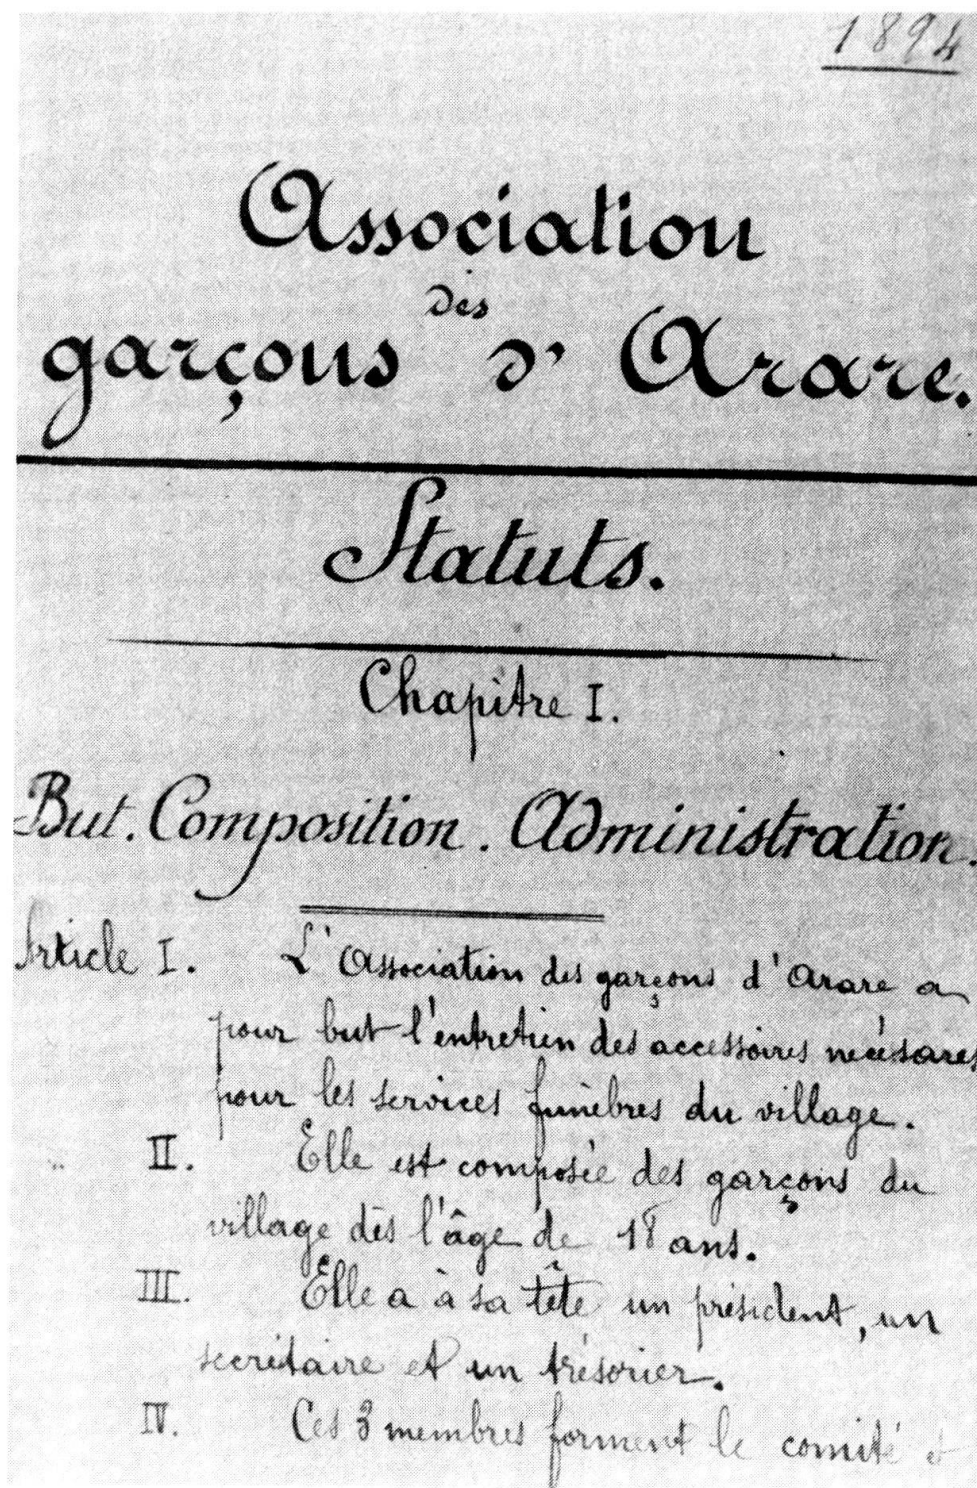 1894
Association
des
garçons d'Arare.
Statuts.
Chapitre I.
But. Composition. Administration.
Article I. L'Association des garçons d'Arare a
pour but l'entretien des accessoires nécessares
pour les services funèbres du village.
II. Elle est composée des garçons du
village dès l'âge de 18 ans.
III. Elle a à sa tête un président, un
secrétaire et un trésorier.
IV. Ces 3 membres forment le comité et